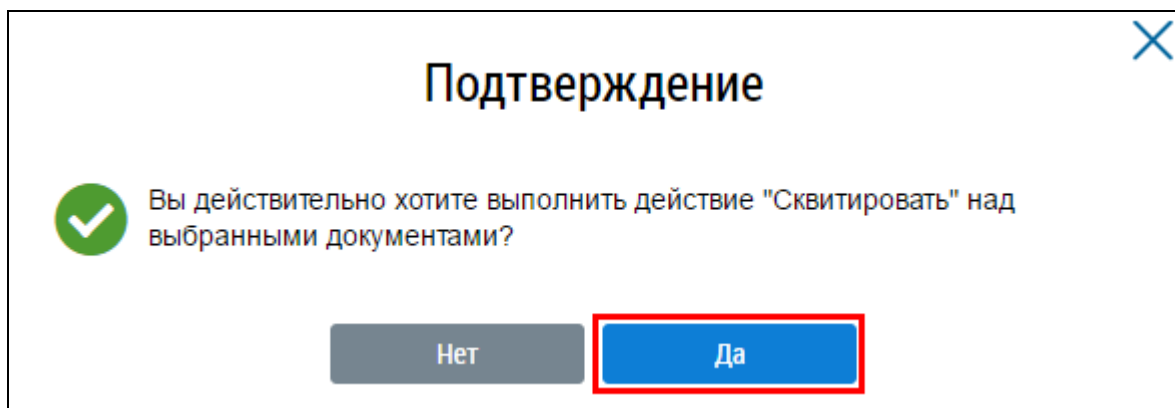 Подтверждение
Вы действительно хотите выполнить действие "Сквитировать" над
выбранными документами?
Нет
Да